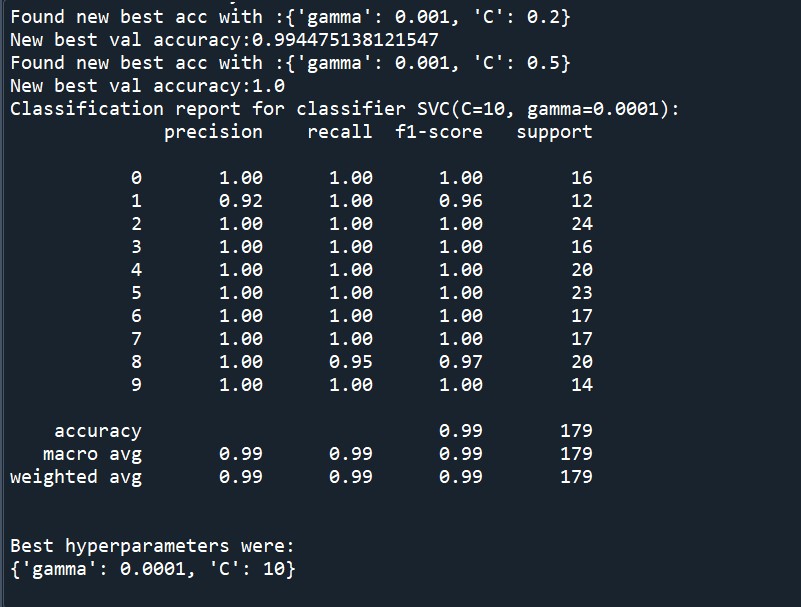 Found new best acc with :{'gamma': 0.001, 'C': 0.2}
New best val accuracy:0.994475138121547
Found new best acc with :{'gamma': 0.001, 'C': 0.5}
New best val accuracy:1.0
Classification report for classifier SVC(C=10, gamma=0.0001):
precision recall f1-score support
0 1.00 1.00 1.00 16
1 0.92 1.00 0.96 12
2 1.00 1.00 1.00 24
3 1.00 1.00 1.00 16
4 1.00 1.00 1.00 20
5 1.00 1.00 1.00 23
6 1.00 1.00 1.00 17
7 1.00 1.00 1.00 17
8 1.00 0.95 0.97 20
9 1.00 1.00 1.00 14
accuracy 0.99 179
macro avg 0.99 0.99 0.99 179
weighted avg 0.99 0.99 0.99 179
Best hyperparameters were:
{'gamma': 0.0001, 'C': 10}